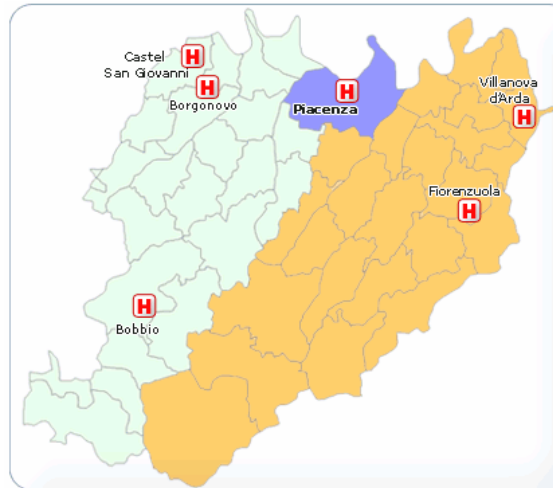 Castel
San Giovanni
H
H
Borgonovo
H
Piacenza
Villanova
d'Arda
H
Fiorenzuola
H
H
Bobbio